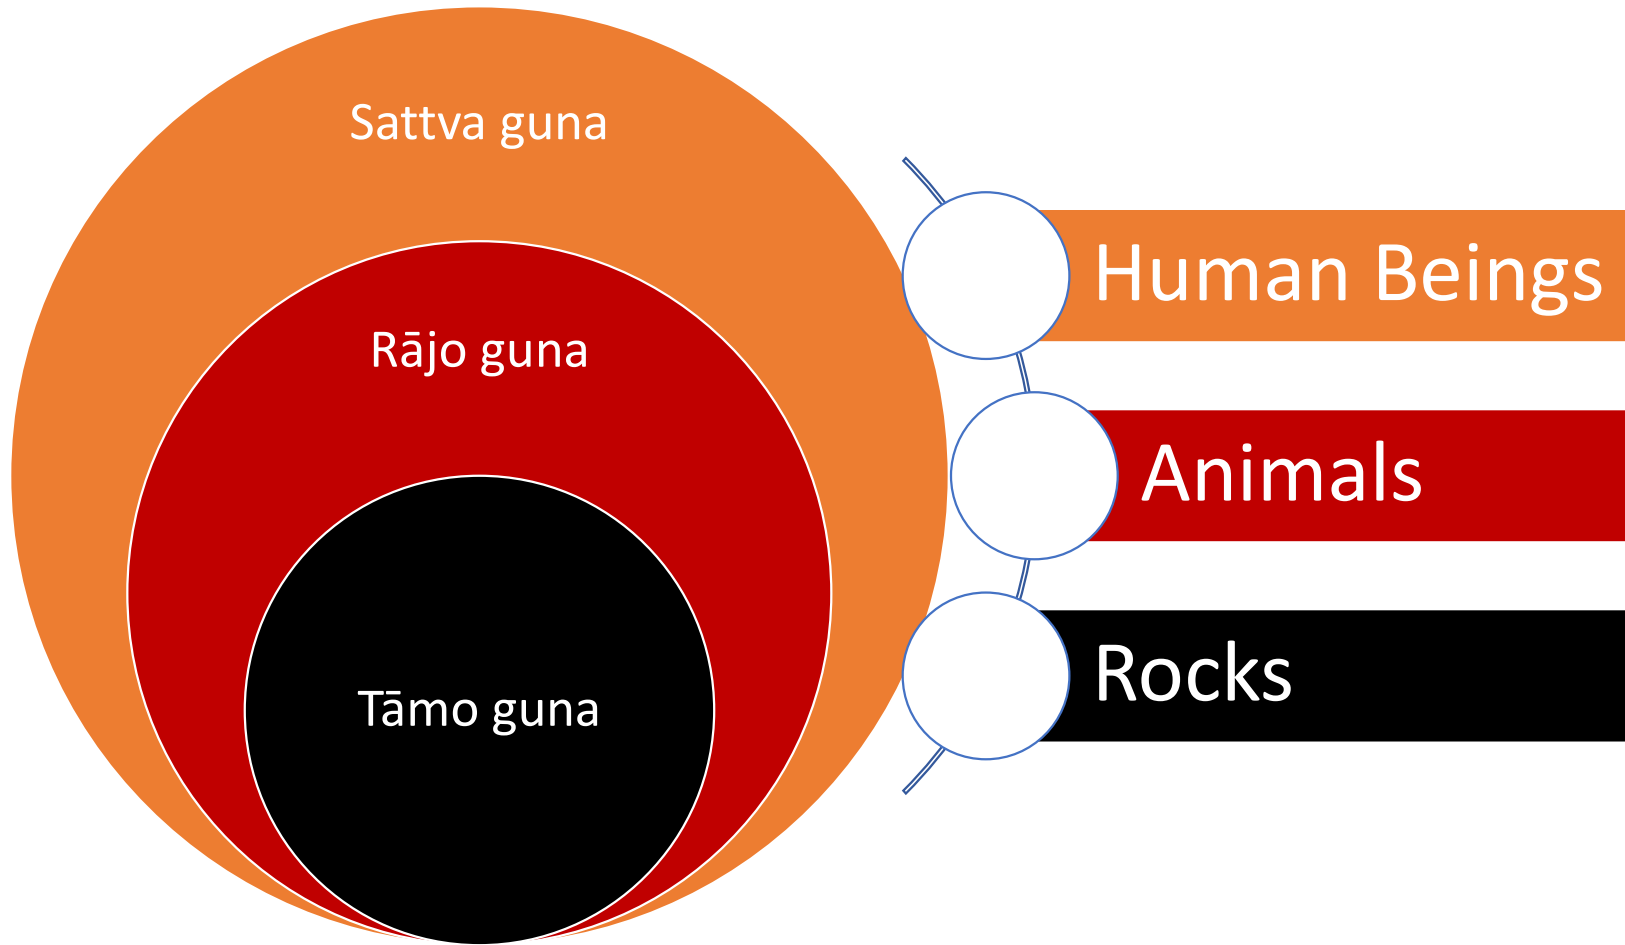 Sattva guna
Rājo guna
Tāmo guna
Human Beings
Animals
Rocks